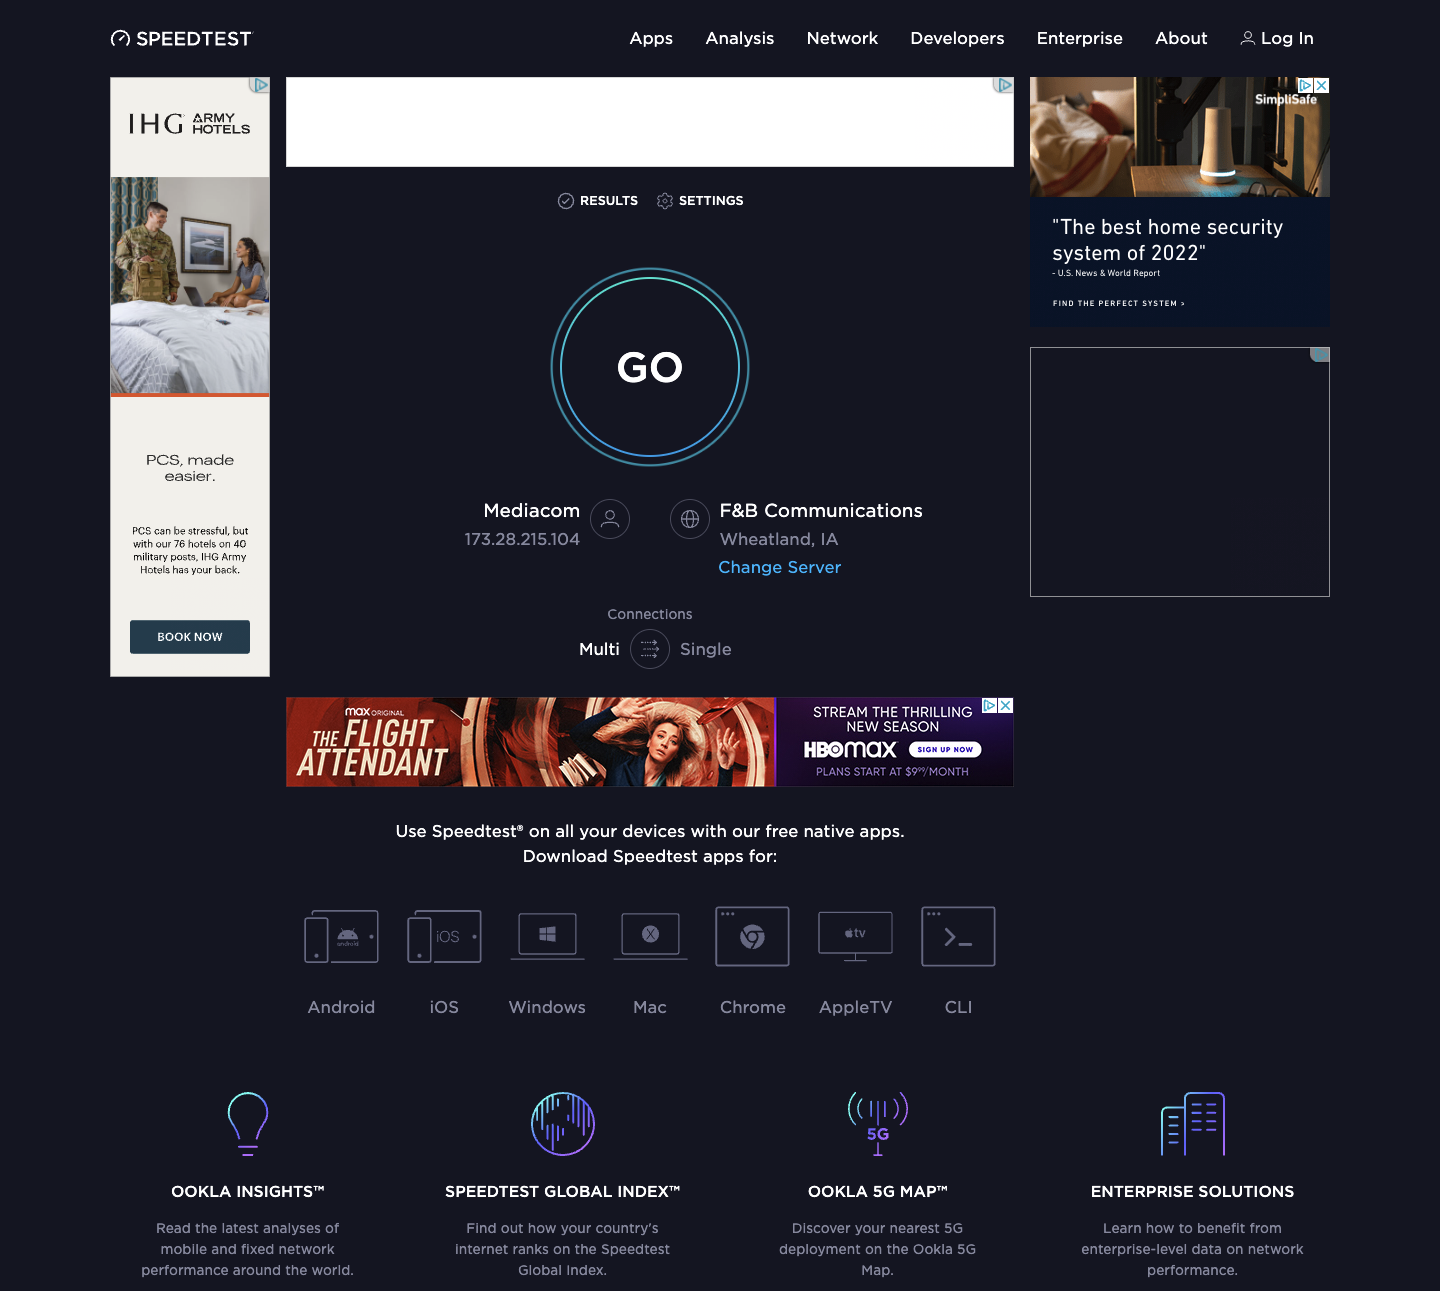 SPEEDTEST
Apps
Analysis
Network
Developers
Enterprise
About
Log In
IHG ARMY HOTELS
PCS, made
easier.
PCS can be stressful, but
with our 76 hotels on 40
military posts, IHG Army
Hotels has your back.
BOOK NOW
RESULTS
SETTINGS
GO
Mediacom
173.28.215.104
F&B Communications
Wheatland, IA
Change Server
Connections
Multi
Single
SimpliSafe
"The best home security
system of 2022"
- U.S. News & World Report
FIND THE PERFECT SYSTEM >
max ORIGINAL
THE FLIGHT
ATTENDANT
STREAM THE THRILLING
NEW SEASON
HBOmax SIGN UP NOW
PLANS START AT $9⁹⁹/MONTH
Use Speedtest® on all your devices with our free native apps.
Download Speedtest apps for:
android
iOS
X
tv
Android
iOS
Windows
Mac
Chrome
AppleTV
CLI
5G
OOKLA INSIGHTS™
Read the latest analyses of
mobile and fixed network
performance around the world.
SPEEDTEST GLOBAL INDEX™
Find out how your country's
internet ranks on the Speedtest
Global Index.
OOKLA 5G MAP™
Discover your nearest 5G
deployment on the Ookla 5G
Map.
ENTERPRISE SOLUTIONS
Learn how to benefit from
enterprise-level data on network
performance.